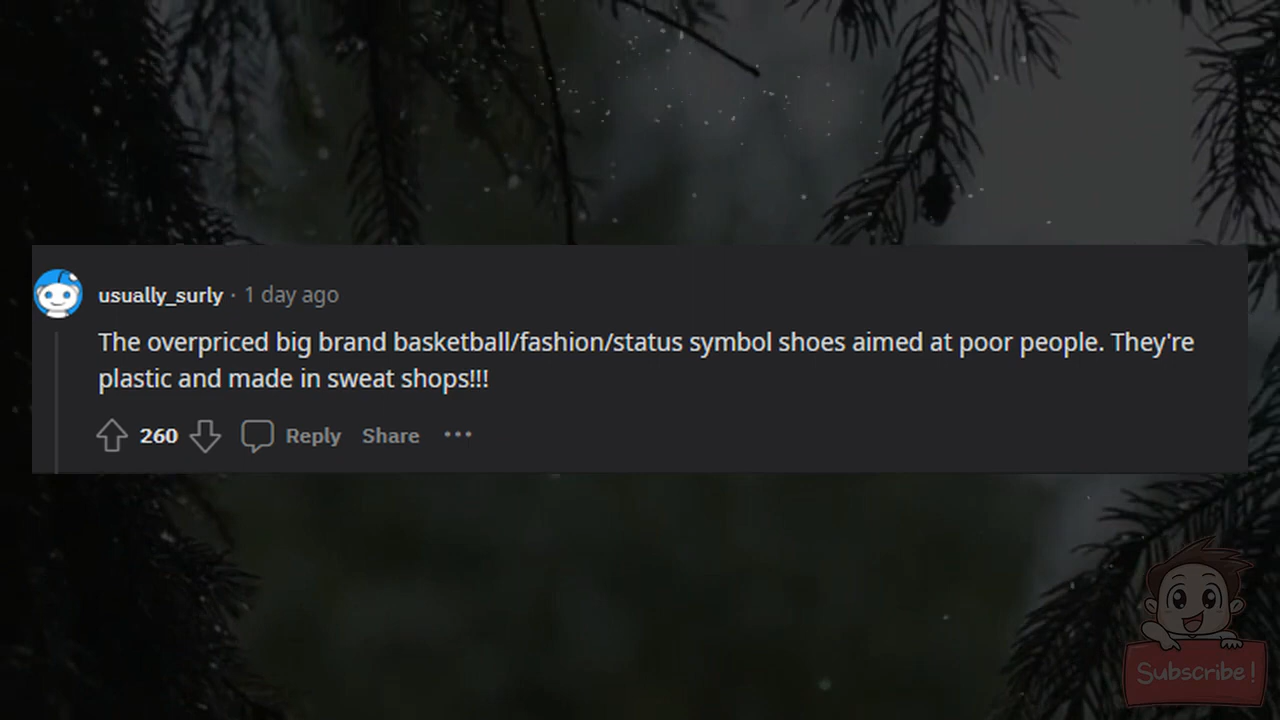 usually_surly · 1 day ago
The overpriced big brand basketball/fashion/status symbol shoes aimed at poor people. They're
plastic and made in sweat shops!!!
260 Reply Share ···
Subscribe!